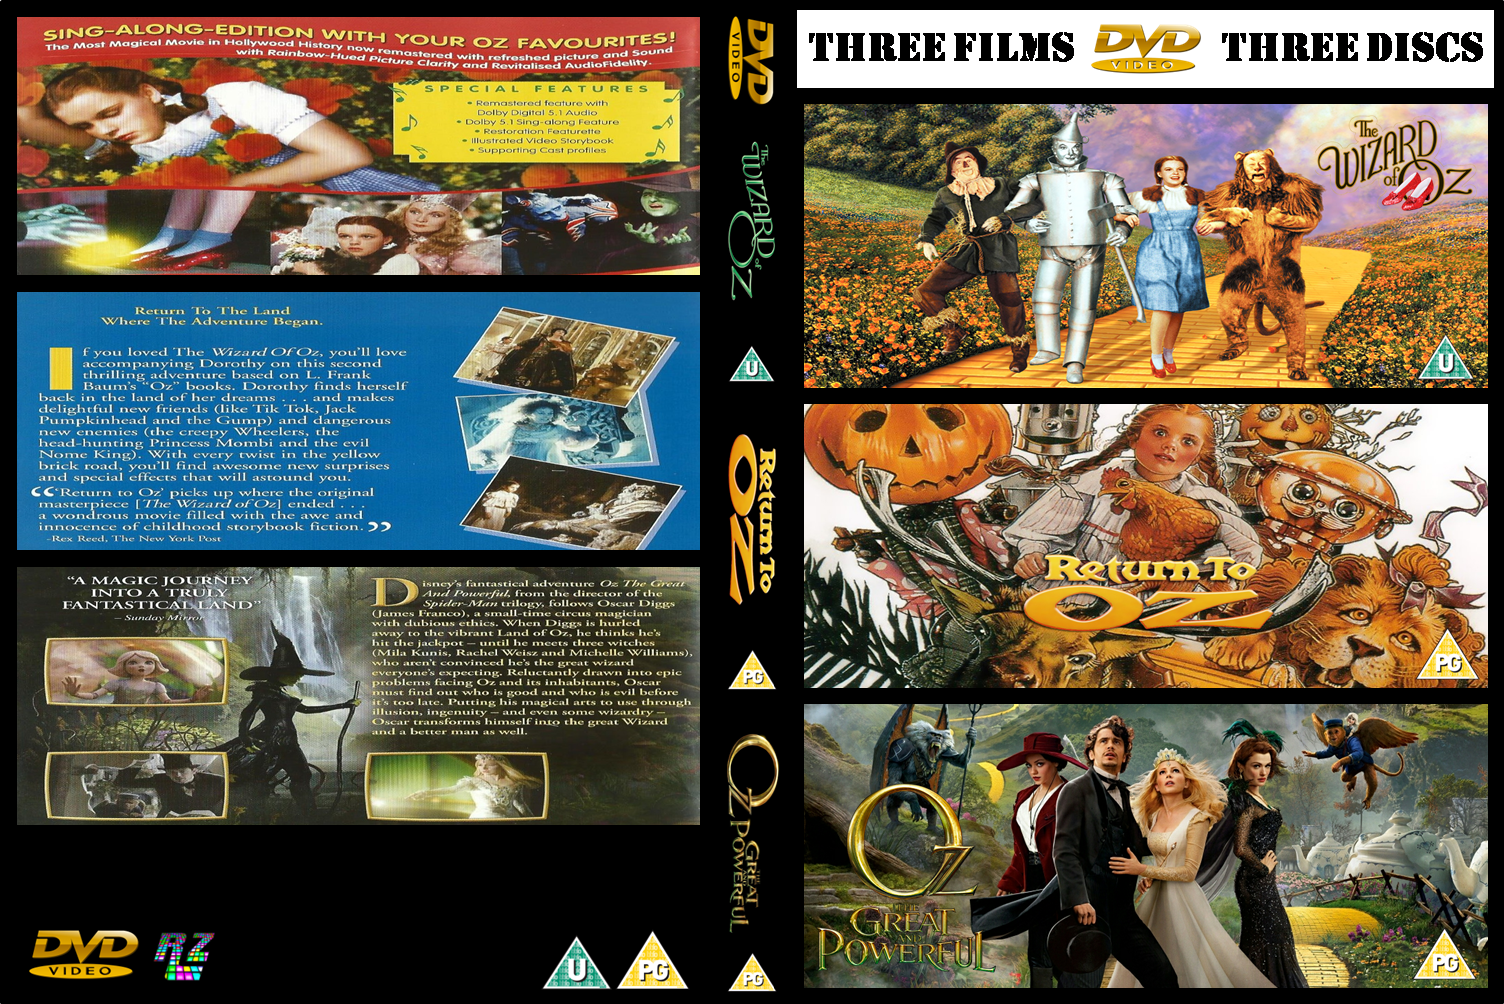 SING-ALONG-EDITION WITH YOUR OZ FAVOURITES!
The Most Magical Movie in Hollywood History now remastered with refreshed picture and Sound
with Rainbow-Hued Picture Clarity and Revitalised AudioFidelity.
SPECIAL FEATURES
• Remastered feature with
Dolby Digital 5.1 Audio
• Dolby 5.1 Sing-along Feature
• Restoration Featurette
• Illustrated Video Storybook
• Supporting Cast profiles
Return To The Land
Where The Adventure Began.
If you loved The Wizard Of Oz, you'll love
accompanying Dorothy on this second
thrilling adventure based on L. Frank
Baum's "Oz" books. Dorothy finds herself
back in the land of her dreams . . . and makes
delightful new friends (like Tik Tok, Jack
Pumpkinhead and the Gump) and dangerous
new enemies (the creepy Wheelers, the
head-hunting Princess Mombi and the evil
Nome King). With every twist in the yellow
brick road, you'll find awesome new surprises
and special effects that will astound you.
“'Return to Oz' picks up where the original
masterpiece [The Wizard of Oz] ended . . .
a wondrous movie filled with the awe and
innocence of childhood storybook fiction.”
-Rex Reed, The New York Post
"A MAGIC JOURNEY
INTO A TRULY
FANTASTICAL LAND"
– Sunday Mirror
Disney's fantastical adventure Oz The Great
And Powerful, from the director of the
Spider-Man trilogy, follows Oscar Diggs
(James Franco), a small-time circus magician
with dubious ethics. When Diggs is hurled
away to the vibrant Land of Oz, he thinks he's
hit the jackpot – until he meets three witches
(Mila Kunis, Rachel Weisz and Michelle Williams),
who aren't convinced he's the great wizard
everyone's expecting. Reluctantly drawn into epic
problems facing Oz and its inhabitants, Oscar
must find out who is good and who is evil before
it's too late. Putting his magical arts to use through
illusion, ingenuity – and even some wizardry –
Oscar transforms himself into the great Wizard
and a better man as well.
DVD
VIDEO
U
PG
DVD
VIDEO
The
WIZARD
of
OZ
U
Return To
OZ
PG
OZ
THE
GREAT
AND
POWERFUL
PG
THREE FILMS
DVD
VIDEO
THREE DISCS
The
WIZARD
of
OZ
U
Return To
OZ
PG
OZ
THE
GREAT
AND
POWERFUL
PG